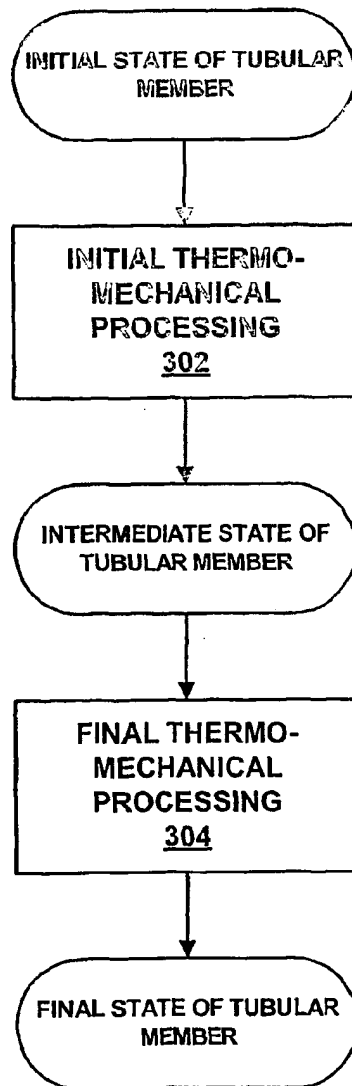 INITIAL STATE OF TUBULAR
MEMBER
INITIAL THERMO-
MECHANICAL
PROCESSING
302
INTERMEDIATE STATE OF
TUBULAR MEMBER
FINAL THERMO-
MECHANICAL
PROCESSING
304
FINAL STATE OF TUBULAR
MEMBER